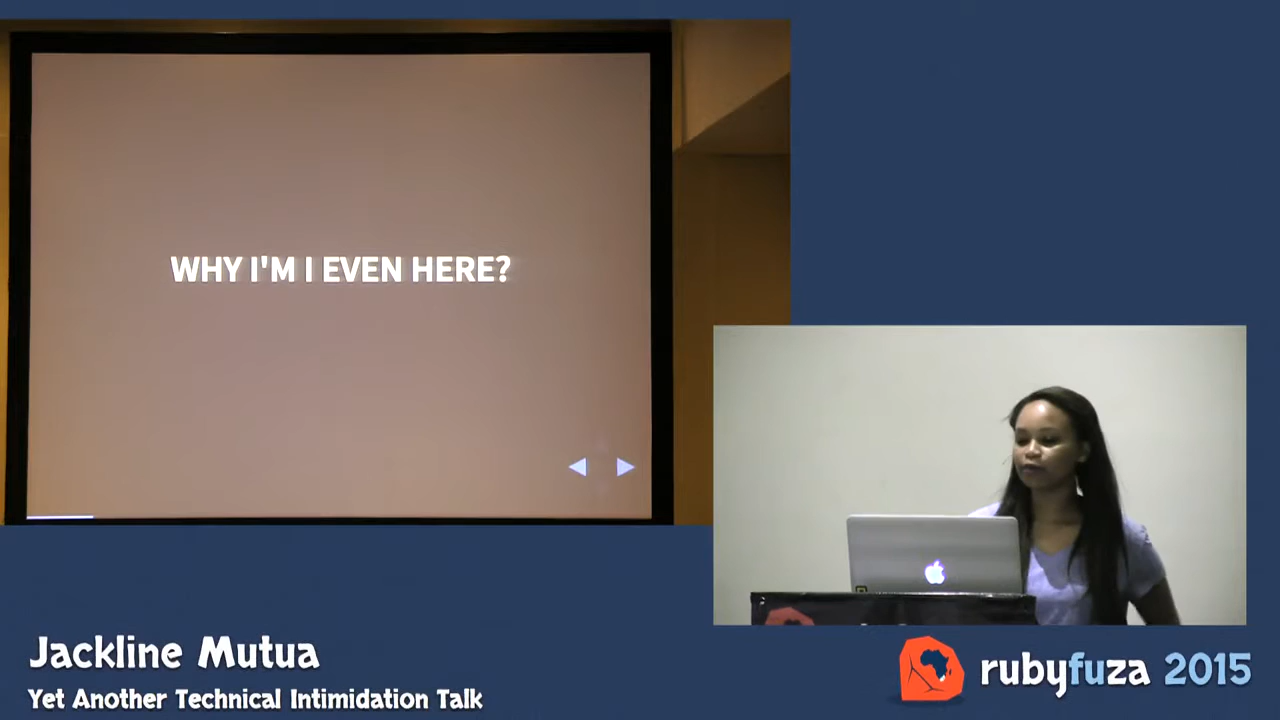 WHY I'M I EVEN HERE?
Jackline Mutua
Yet Another Technical Intimidation Talk
rubyfuza 2015